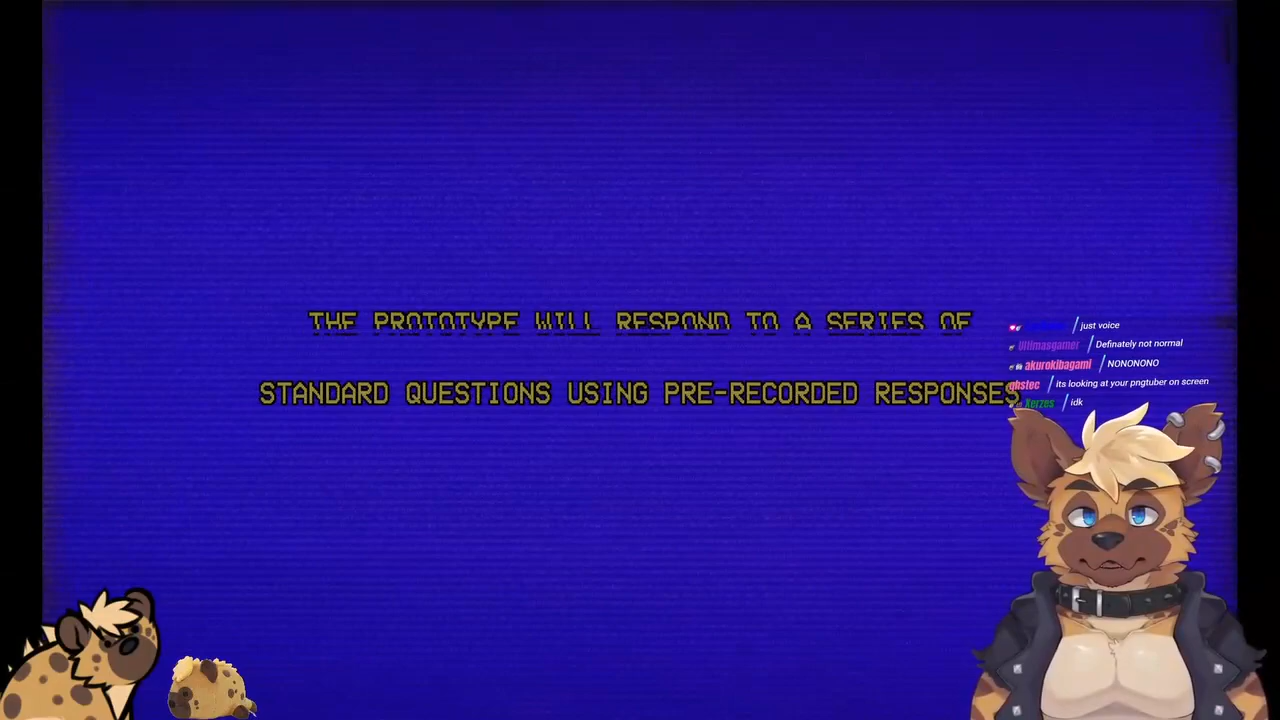 THE PROTOTYPE WILL RESPOND TO A SERIES OF
STANDARD QUESTIONS USING PRE-RECORDED RESPONSES
/ just voice
Ultimasgamer / Definately not normal
akurokibagami / NONONONO
/ its looking at your pngtuber on screen
Xerzes / idk